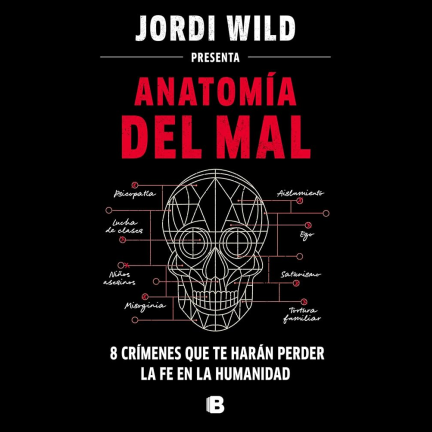 JORDI WILD
PRESENTA
ANATOMÍA
DEL MAL
Psicopatía
Aislamiento
Lucha
de clases
Ego
Niños
asesinos
Satanismo
Misoginia
Tortura
familiar
8 CRÍMENES QUE TE HARÁN PERDER
LA FE EN LA HUMANIDAD
B